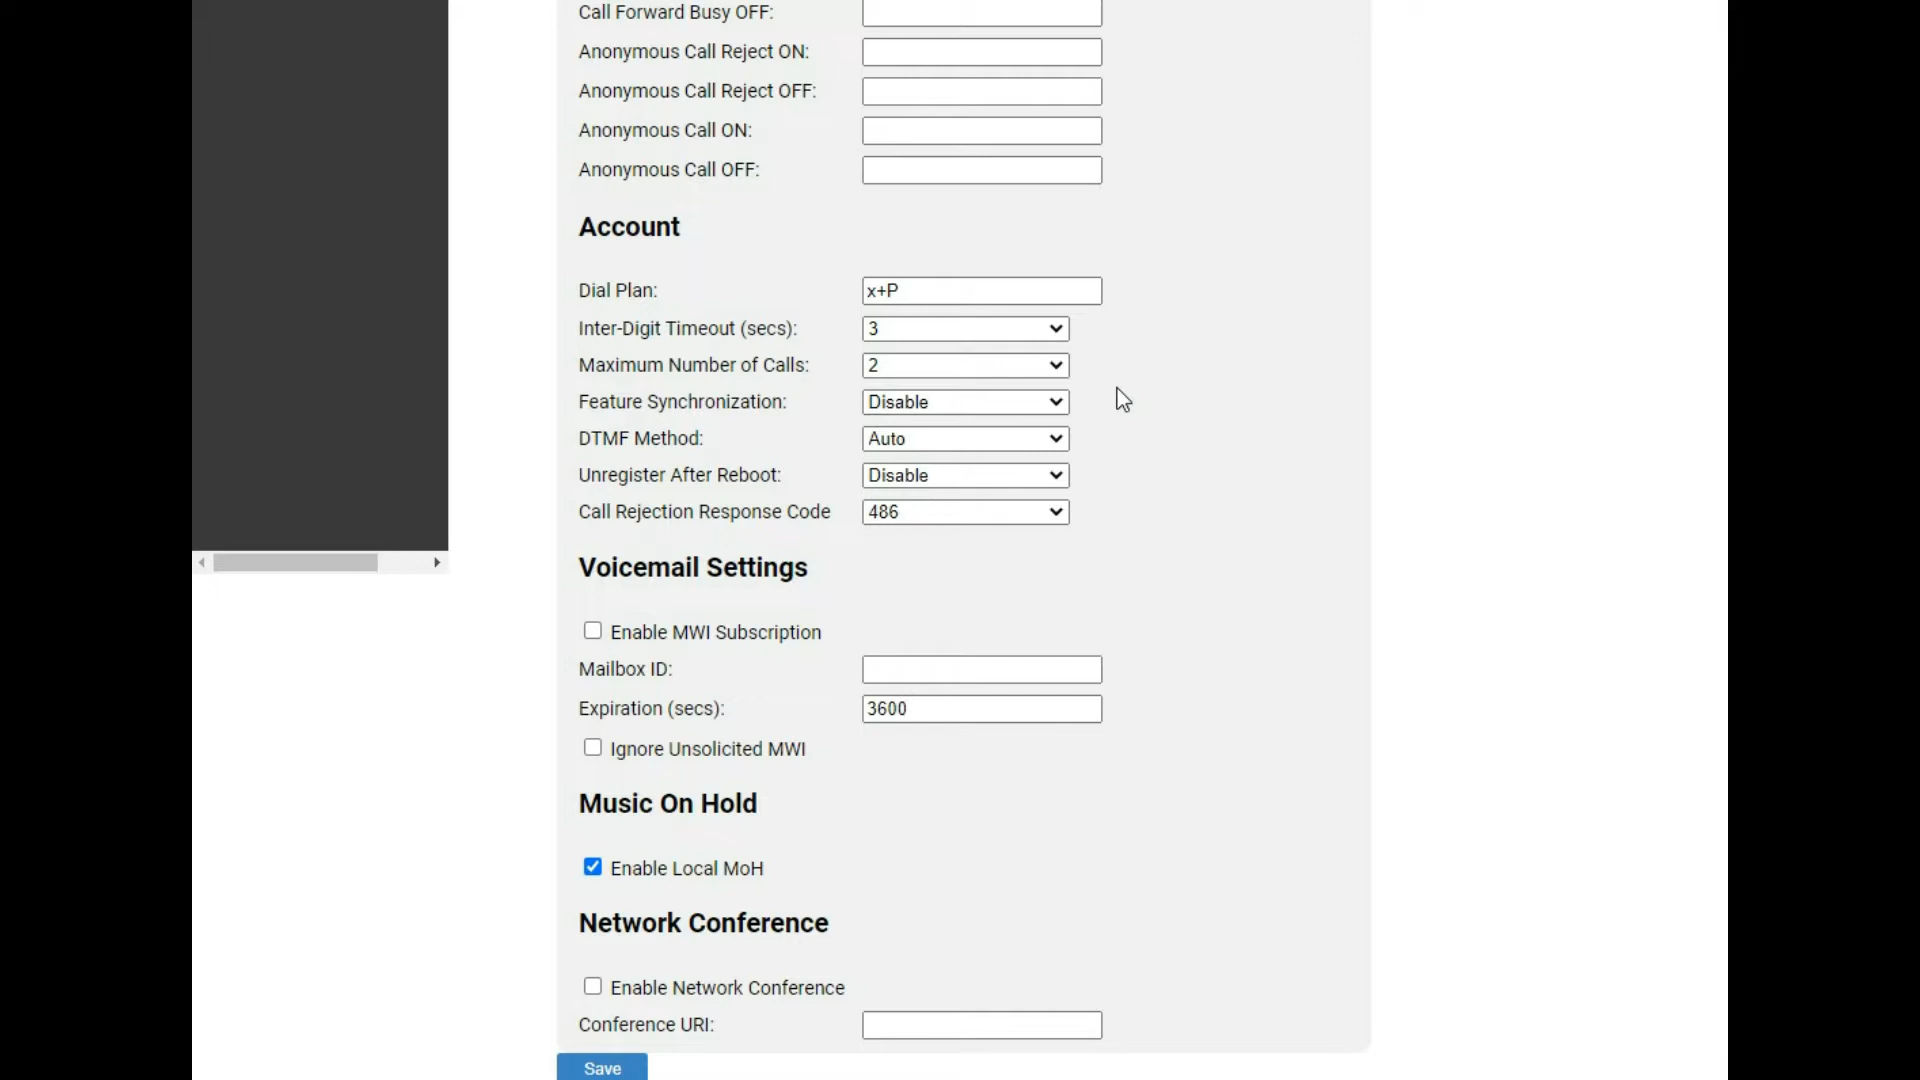 Call Forward Busy OFF:
Anonymous Call Reject ON:
Anonymous Call Reject OFF:
Anonymous Call ON:
Anonymous Call OFF:
Account
Dial Plan: x+P
Inter-Digit Timeout (secs): 3
Maximum Number of Calls: 2
Feature Synchronization: Disable
DTMF Method: Auto
Unregister After Reboot: Disable
Call Rejection Response Code 486
Voicemail Settings
Enable MWI Subscription
Mailbox ID:
Expiration (secs): 3600
Ignore Unsolicited MWI
Music On Hold
Enable Local MoH
Network Conference
Enable Network Conference
Conference URI:
Save